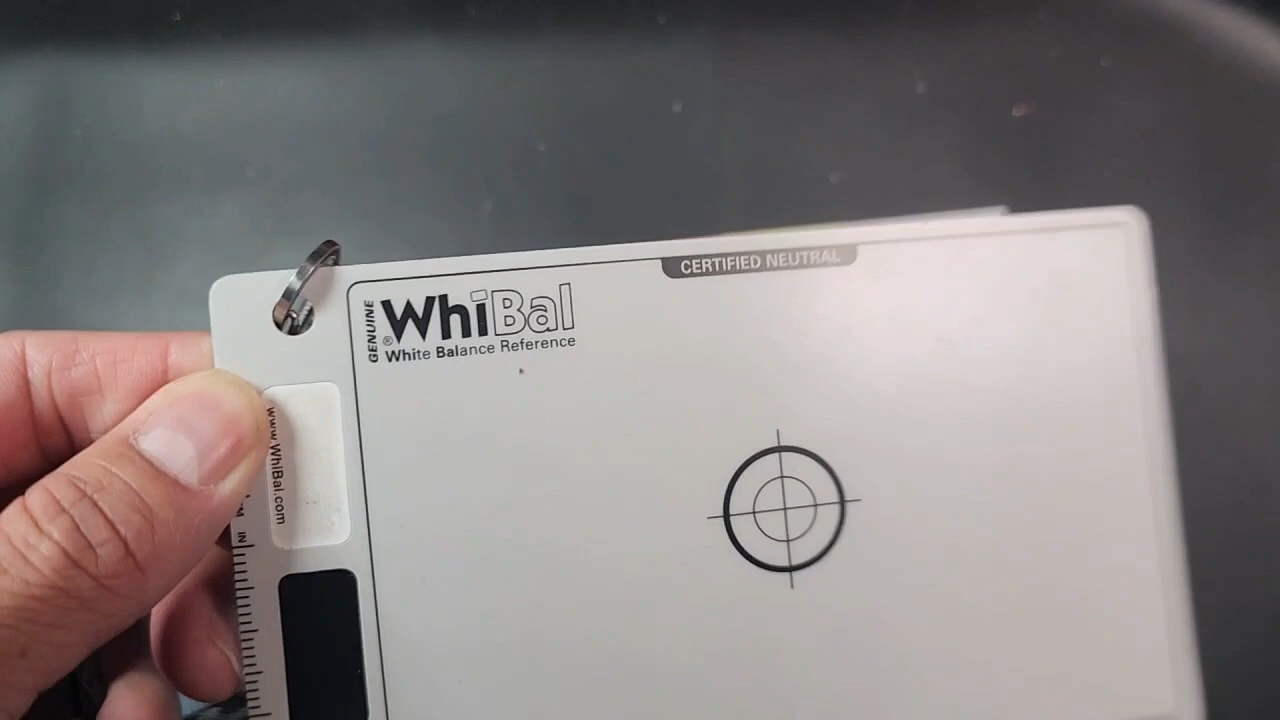 CERTIFIED NEUTRAL
GENUINE
WhiBal
®
White Balance Reference
www.WhiBal.com
IN